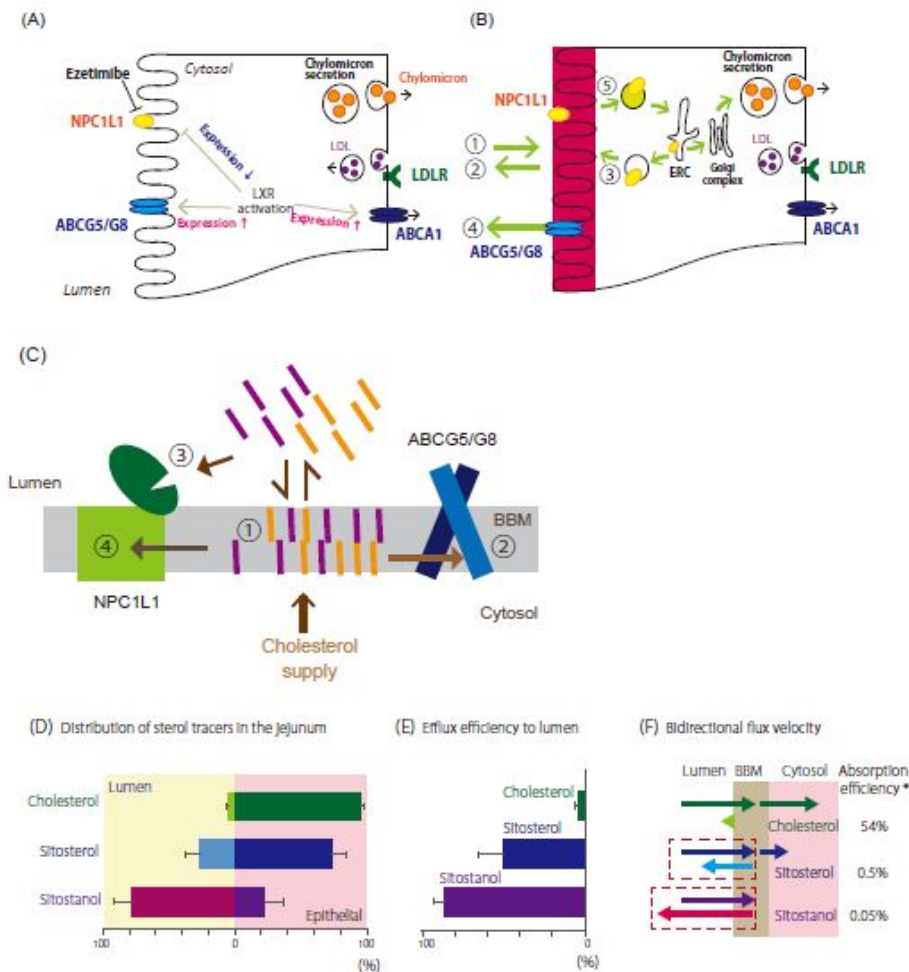 (A)
Ezetimibe
Cytosol
Chylomicron
secretion
Chylomicron
NPC1L1
Expression ↓
LDL
LDLR
LXR
activation
ABCG5/G8
Expression ↑
Expression ↑
ABCA1
Lumen
(B)
Chylomicron
secretion
NPC1L1
⑤
①
②
③
ERC
Golgi
complex
LDL
LDLR
④
ABCG5/G8
ABCA1
(C)
ABCG5/G8
③
Lumen
①
BBM
④
②
NPC1L1
Cytosol
Cholesterol
supply
(D) Distribution of sterol tracers in the jejunum
Lumen
Cholesterol
Sitosterol
Sitostanol
Epithelial
100 0 100
(%)
(E) Efflux efficiency to lumen
Cholesterol
Sitosterol
Sitostanol
100 0
(%)
(F) Bidirectional flux velocity
Lumen BBM Cytosol Absorption
efficiency *
Cholesterol 54%
Sitosterol 0.5%
Sitostanol 0.05%